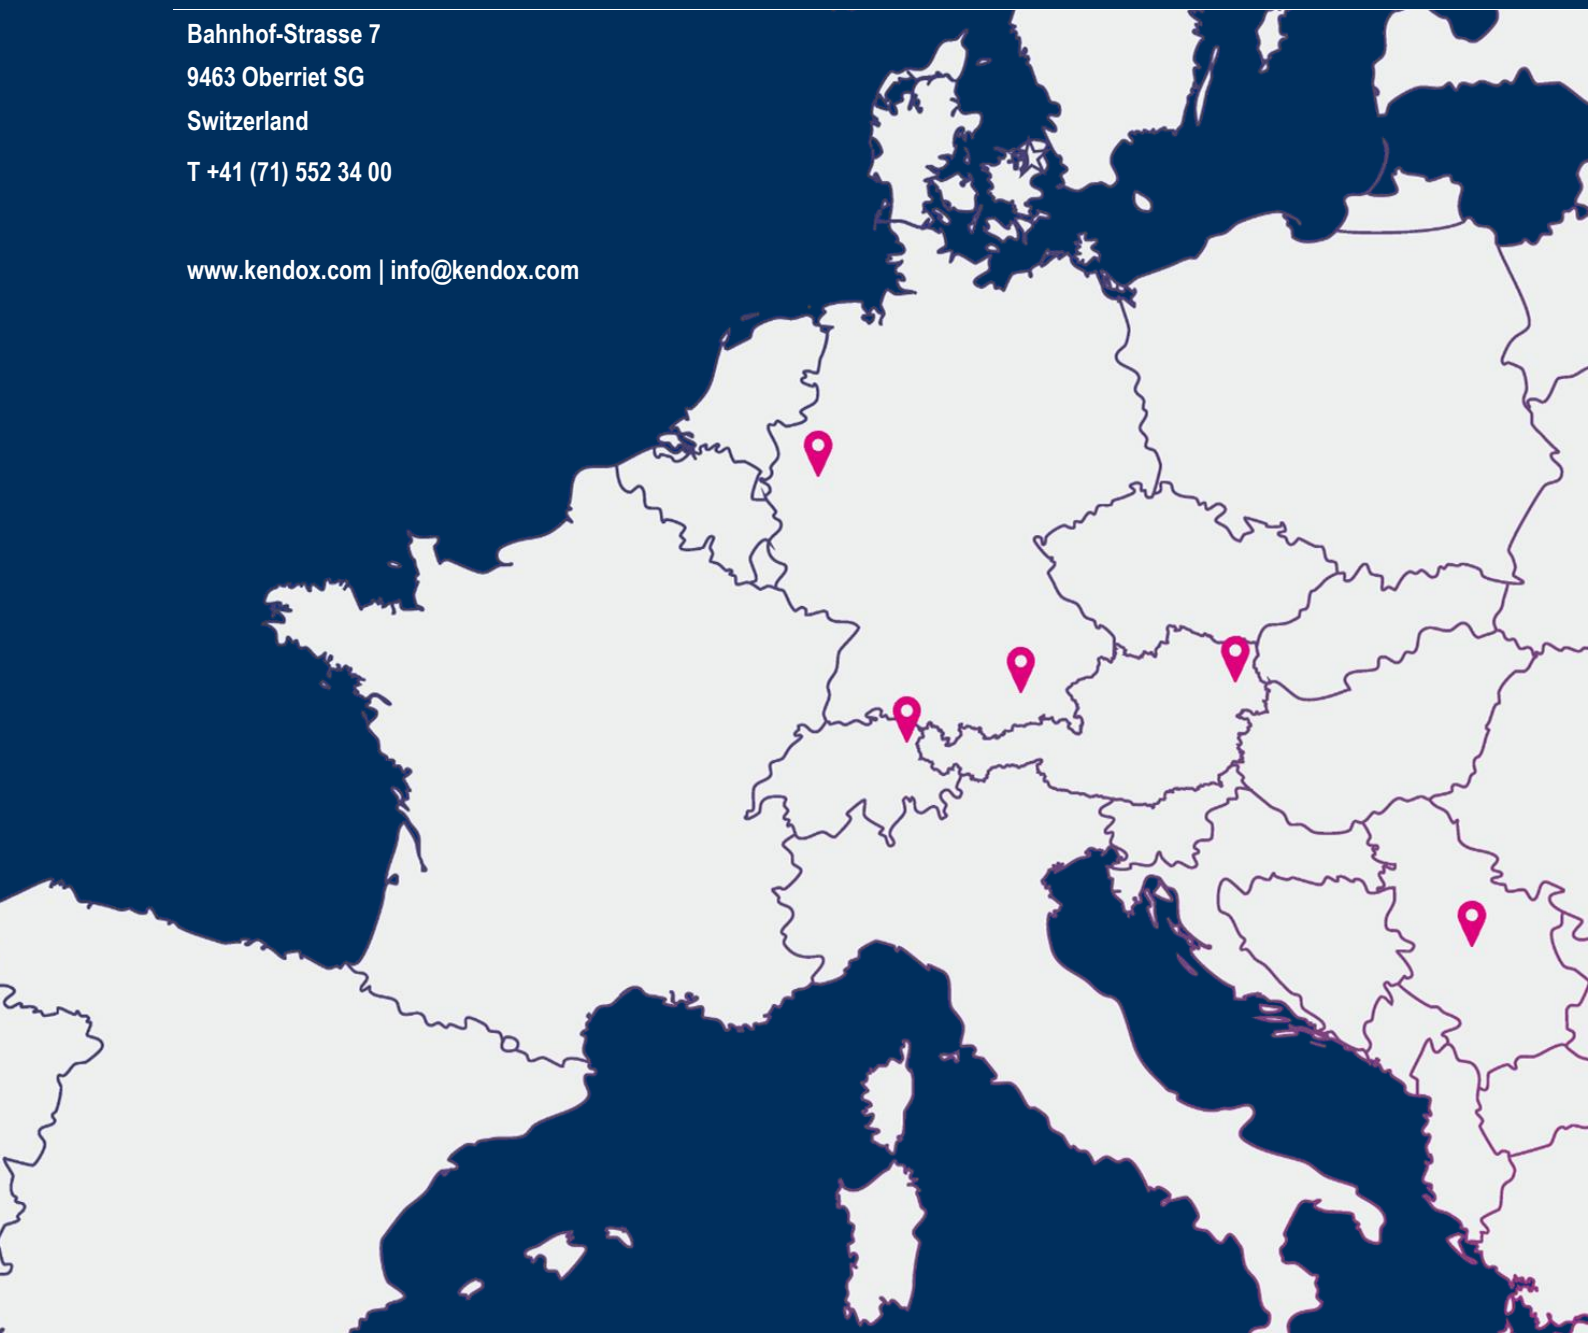 Bahnhof-Strasse 7
9463 Oberriet SG
Switzerland
T +41 (71) 552 34 00
www.kendox.com | info@kendox.com